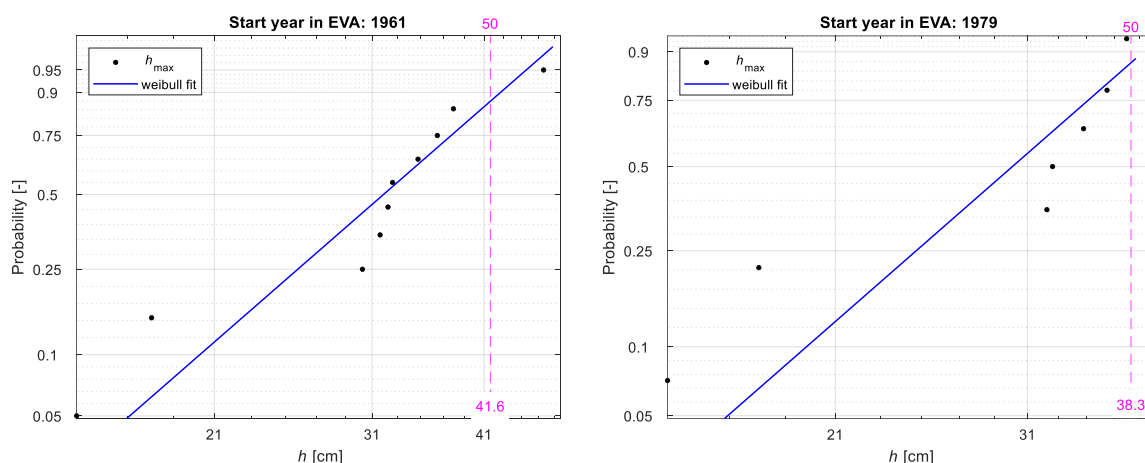 Start year in EVA: 1961
50
h max
weibull fit
0.95
0.9
0.75
0.5
0.25
0.1
0.05
Probability [-]
41.6
21
31
41
h [cm]
Start year in EVA: 1979
50
h max
weibull fit
0.9
0.75
0.5
0.25
0.1
0.05
Probability [-]
38.3
21
31
h [cm]